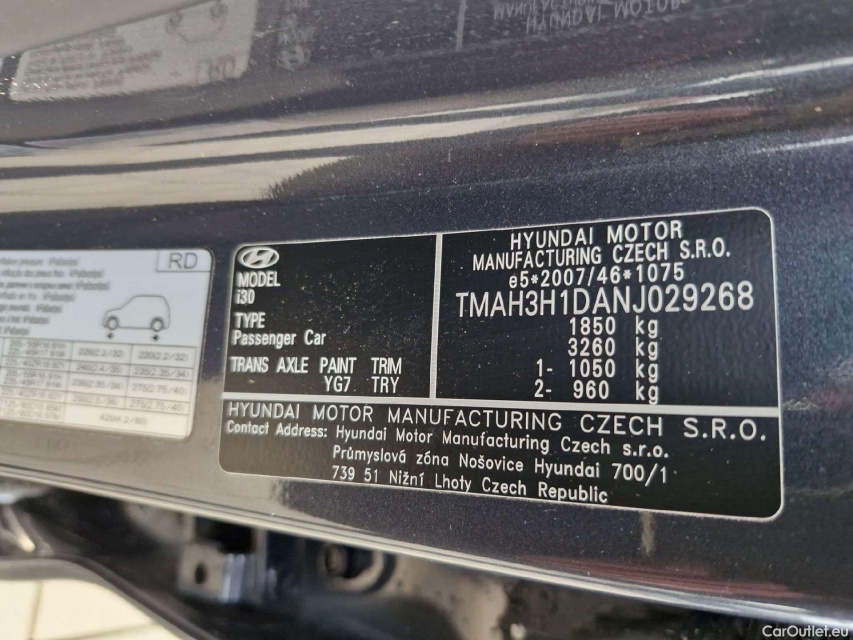 RD
MODEL
i30
TYPE
Passenger Car
TRANS AXLE PAINT TRIM
YG7 TRY
HYUNDAI MOTOR
MANUFACTURING CZECH S.R.O.
e5*2007/46*1075
TMAH3H1DANJ029268
1850 kg
3260 kg
1- 1050 kg
2- 960 kg
HYUNDAI MOTOR MANUFACTURING CZECH S.R.O.
Contact Address: Hyundai Motor Manufacturing Czech s.r.o.
Průmyslová zóna Nošovice Hyundai 700/1
739 51 Nižní Lhoty Czech Republic
CarOutlet.eu